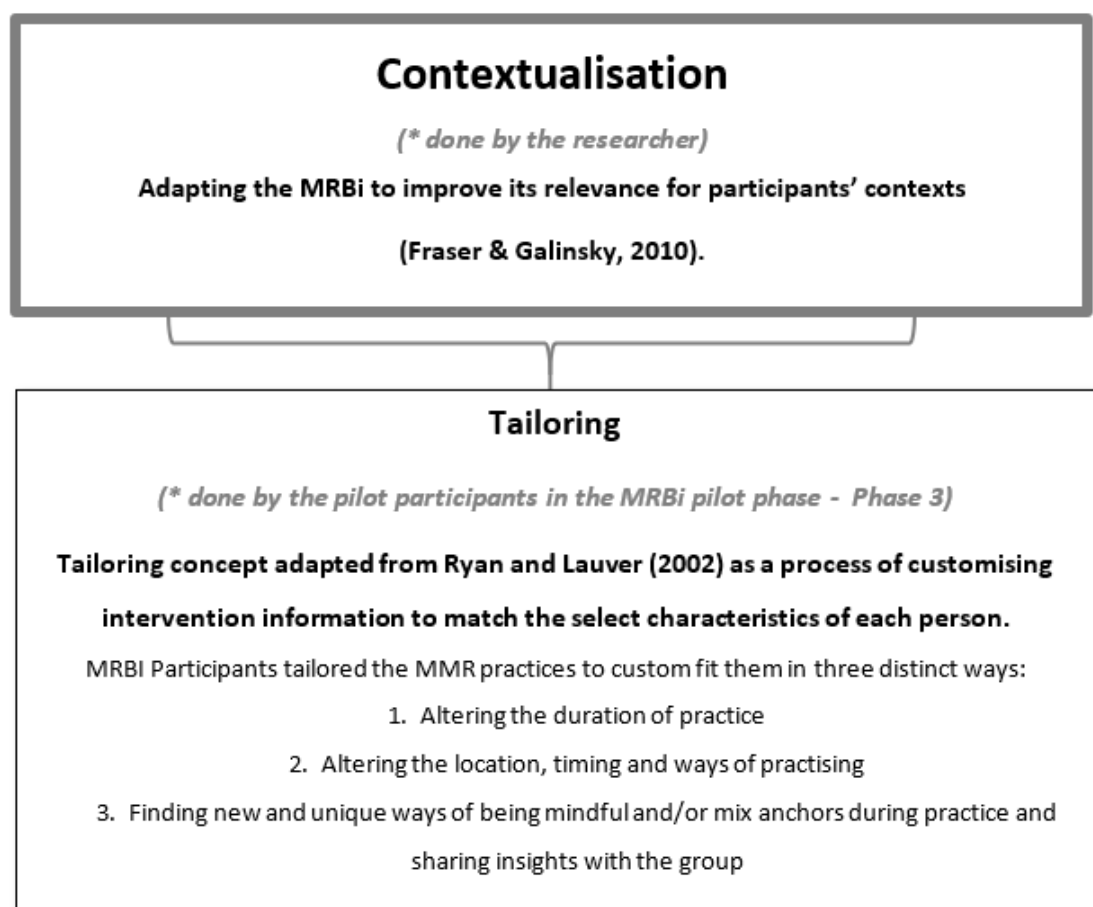 Contextualisation
(* done by the researcher)
Adapting the MRBi to improve its relevance for participants’ contexts
(Fraser & Galinsky, 2010).
Tailoring
(* done by the pilot participants in the MRBi pilot phase - Phase 3)
Tailoring concept adapted from Ryan and Lauver (2002) as a process of customising
intervention information to match the select characteristics of each person.
MRBI Participants tailored the MMR practices to custom fit them in three distinct ways:
1. Altering the duration of practice
2. Altering the location, timing and ways of practising
3. Finding new and unique ways of being mindful and/or mix anchors during practice and
sharing insights with the group